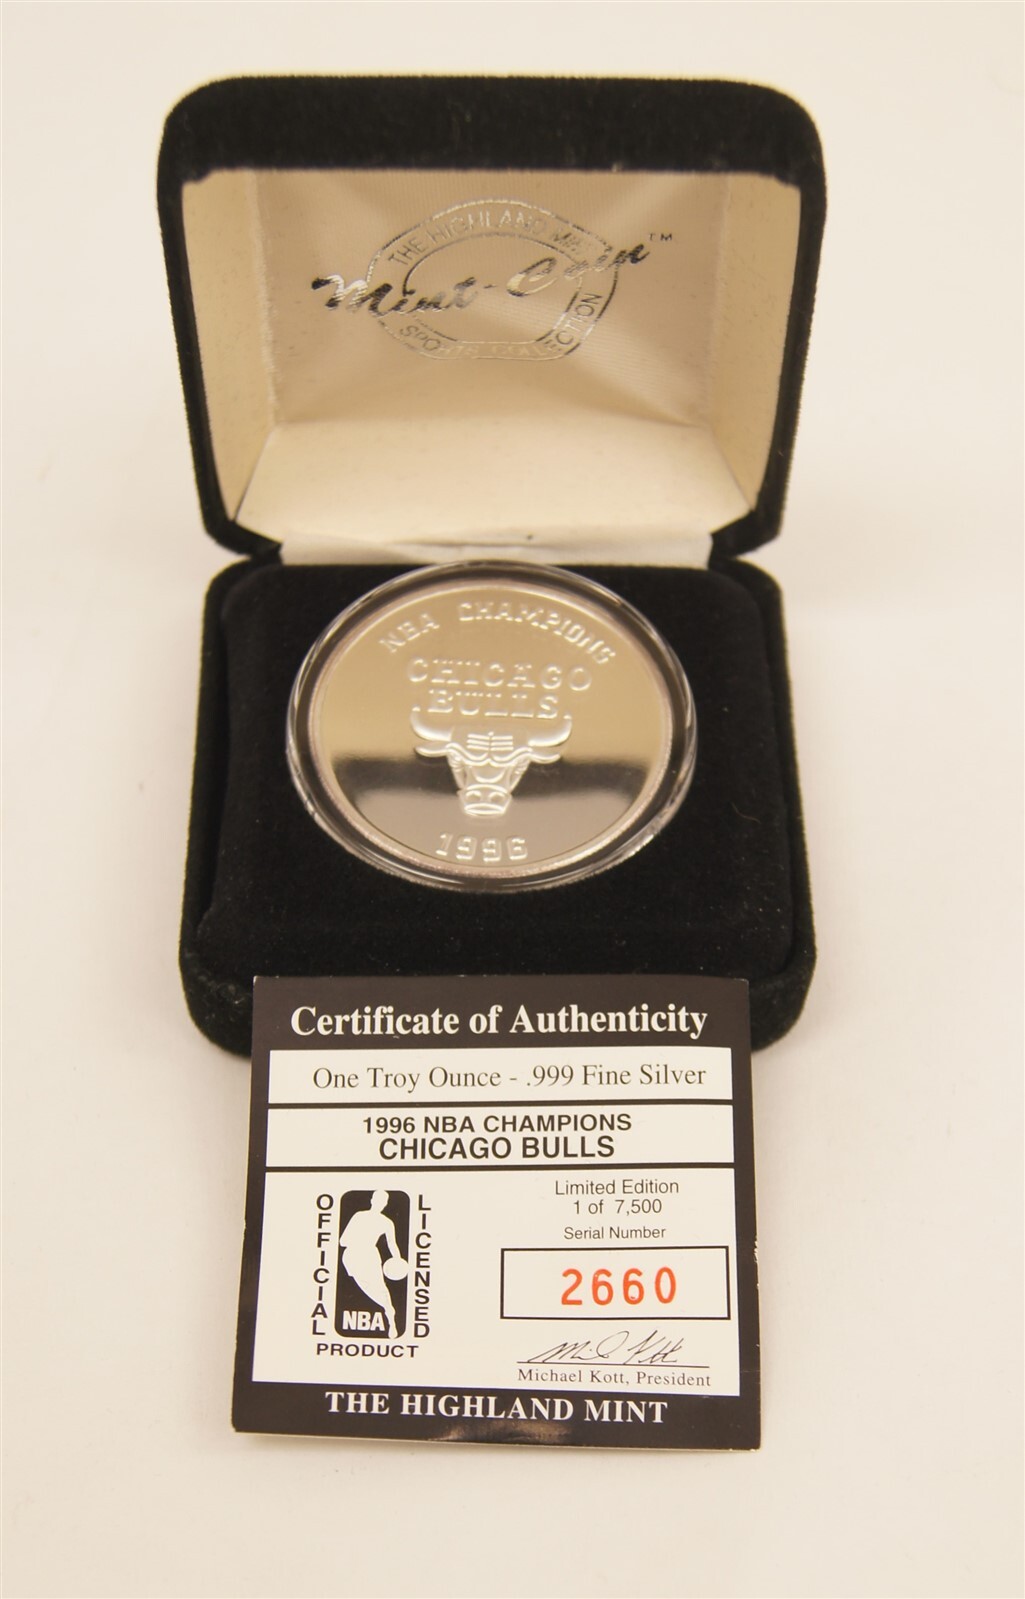 THE HIGHLAND MINT
Mint-Coin™
SPORTS COLLECTION
NBA CHAMPIONS
CHICAGO
BULLS
1996
Certificate of Authenticity
One Troy Ounce - .999 Fine Silver
1996 NBA CHAMPIONS
CHICAGO BULLS
OFFICIAL
LICENSED
NBA
PRODUCT
Limited Edition
1 of 7,500
Serial Number
2660
Michael Kott, President
THE HIGHLAND MINT